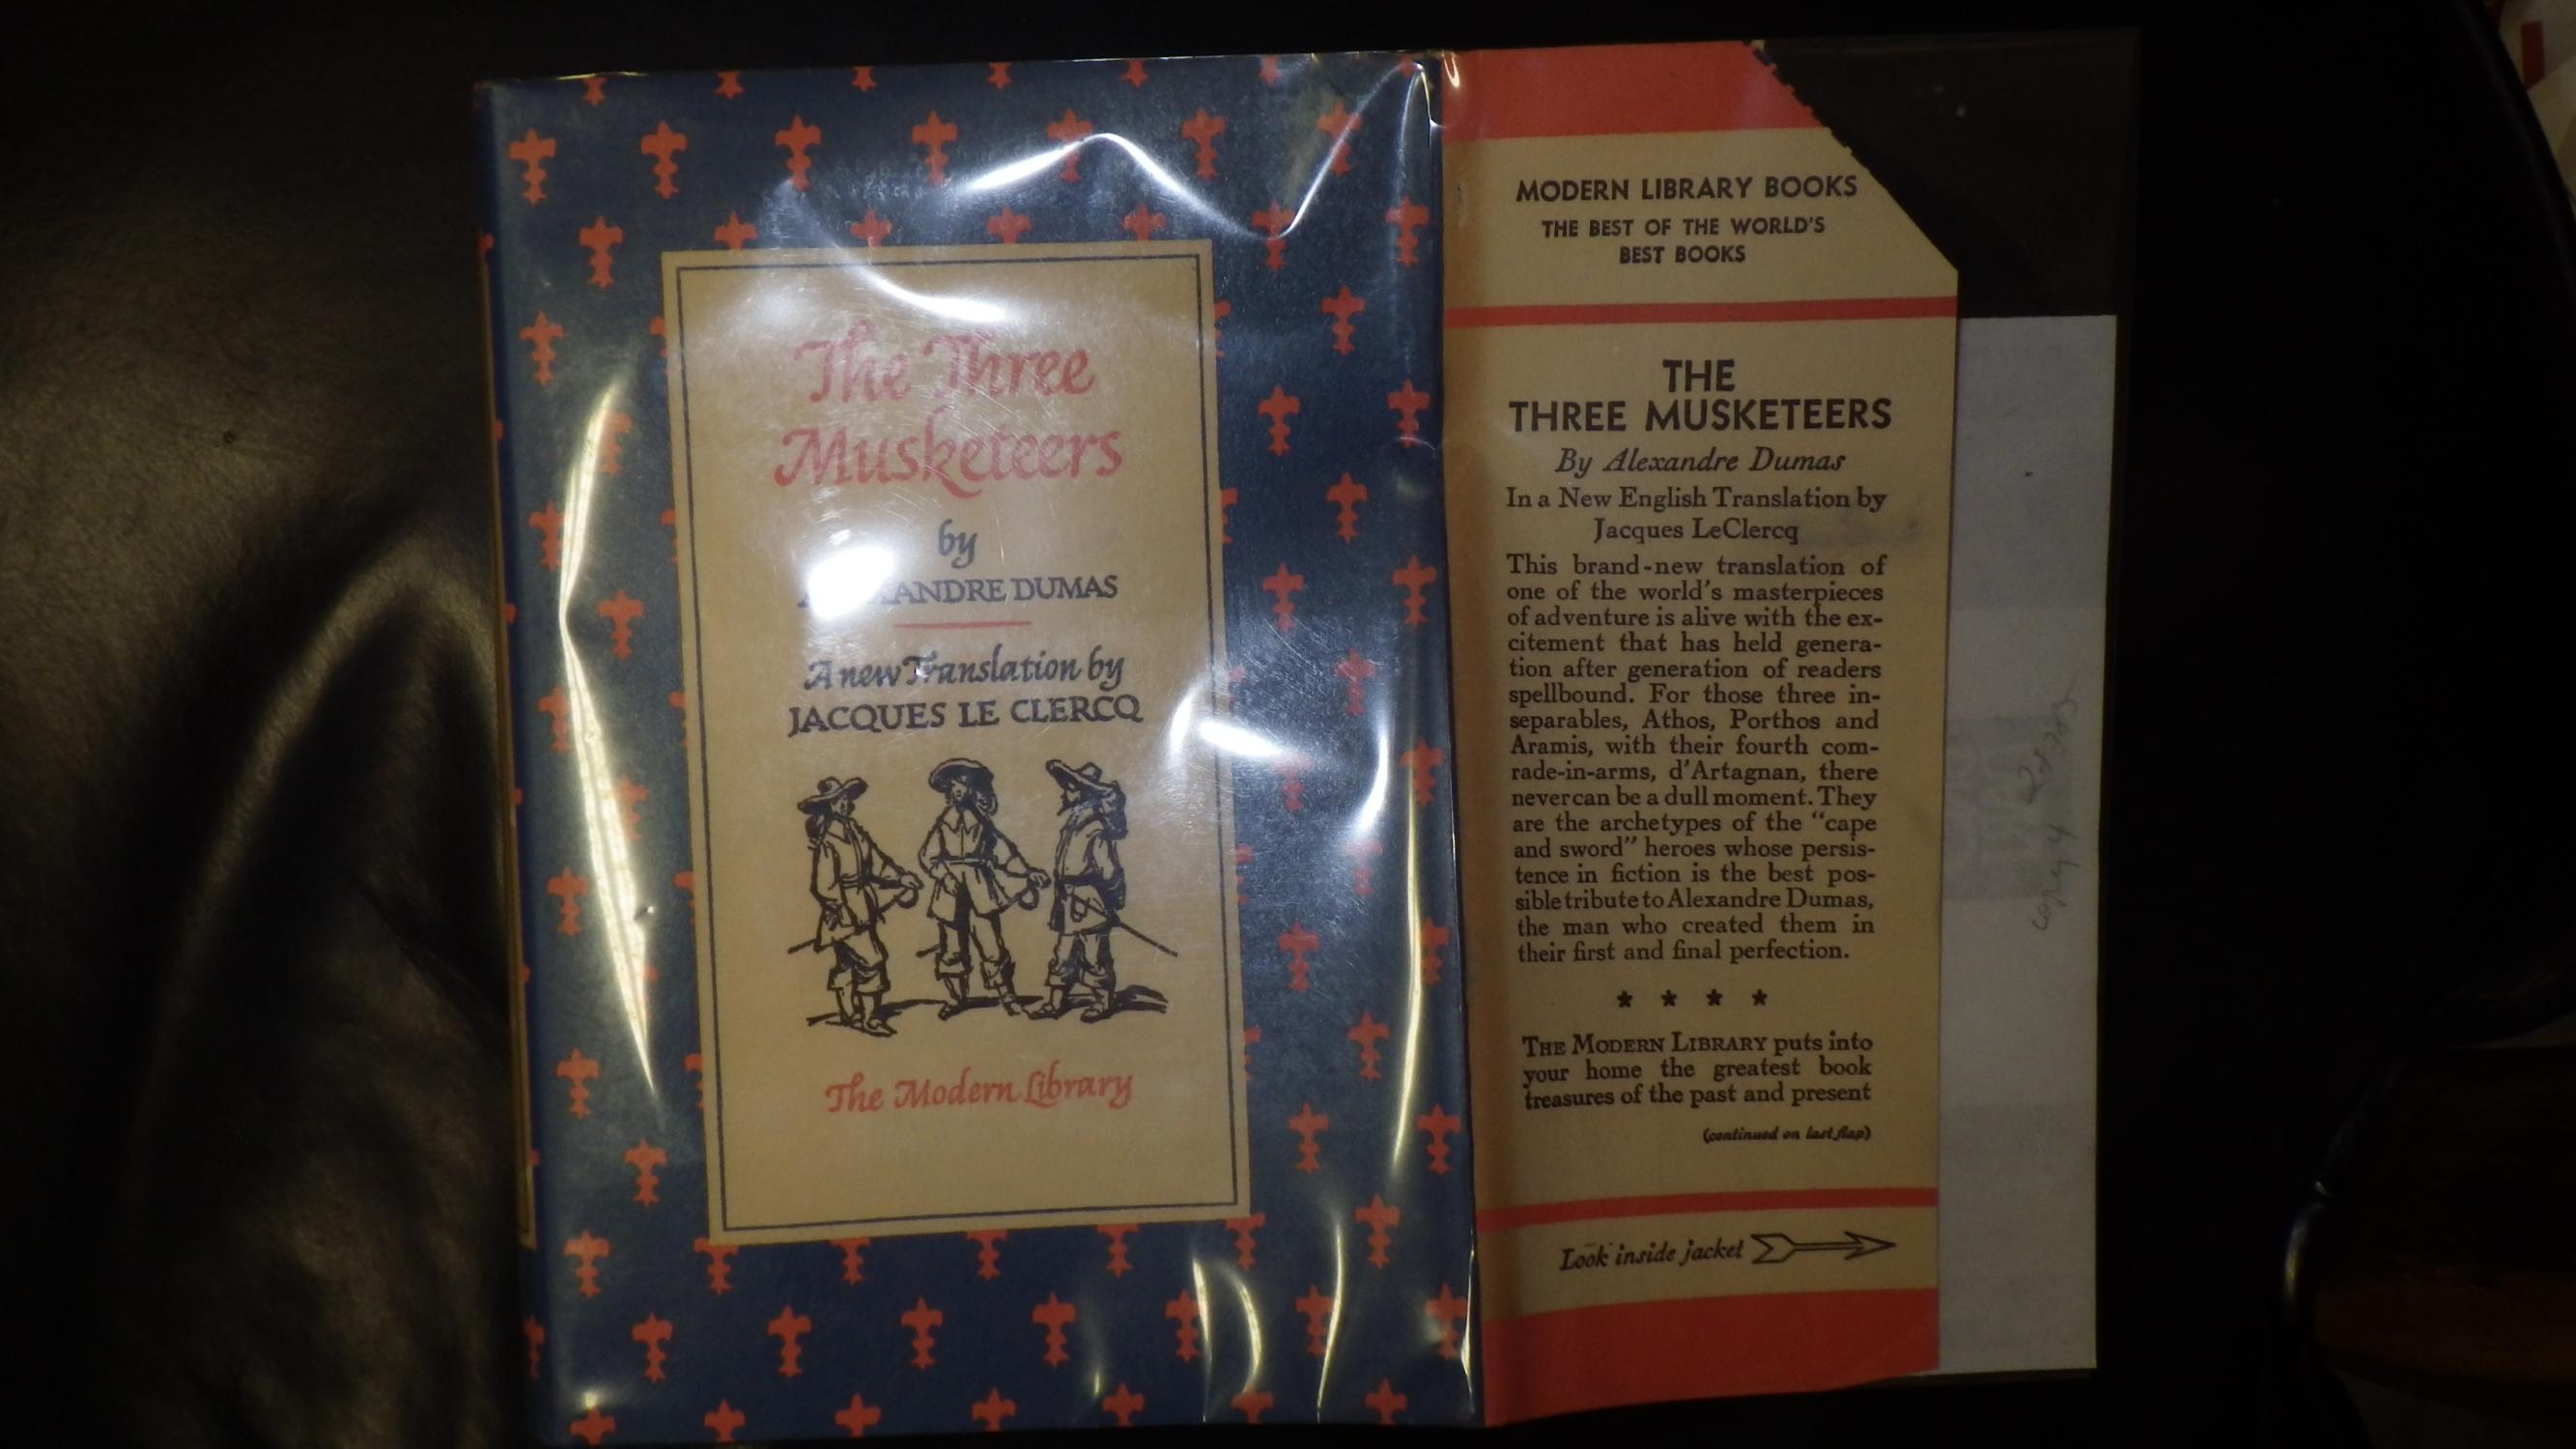 The Three
Musketeers
by
ALEXANDRE DUMAS
A new Translation by
JACQUES LE CLERCQ
The Modern Library
MODERN LIBRARY BOOKS
THE BEST OF THE WORLD'S
BEST BOOKS
THE
THREE MUSKETEERS
By Alexandre Dumas
In a New English Translation by
Jacques LeClercq
This brand-new translation of
one of the world's masterpieces
of adventure is alive with the ex-
citement that has held genera-
tion after generation of readers
spellbound. For those three in-
separables, Athos, Porthos and
Aramis, with their fourth com-
rade-in-arms, d'Artagnan, there
never can be a dull moment. They
are the archetypes of the "cape
and sword" heroes whose persis-
tence in fiction is the best pos-
sible tribute to Alexandre Dumas,
the man who created them in
their first and final perfection.
* * * *
THE MODERN LIBRARY puts into
your home the greatest book
treasures of the past and present
(continued on last flap)
Look inside jacket